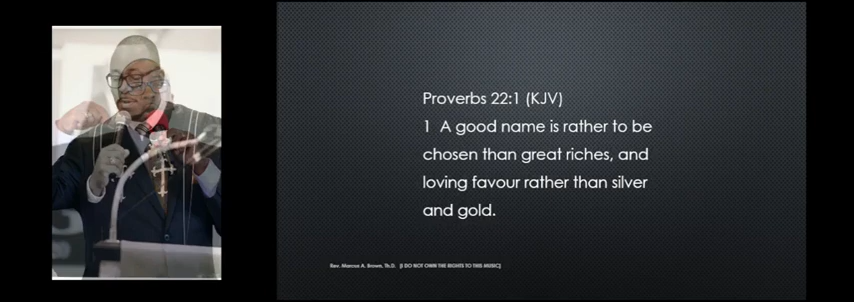 Proverbs 22:1 (KJV)
1 A good name is rather to be
chosen than great riches, and
loving favour rather than silver
and gold.
Rev. Marcus A. Brown, Th.D. [I DO NOT OWN THE RIGHTS TO THIS MUSIC]